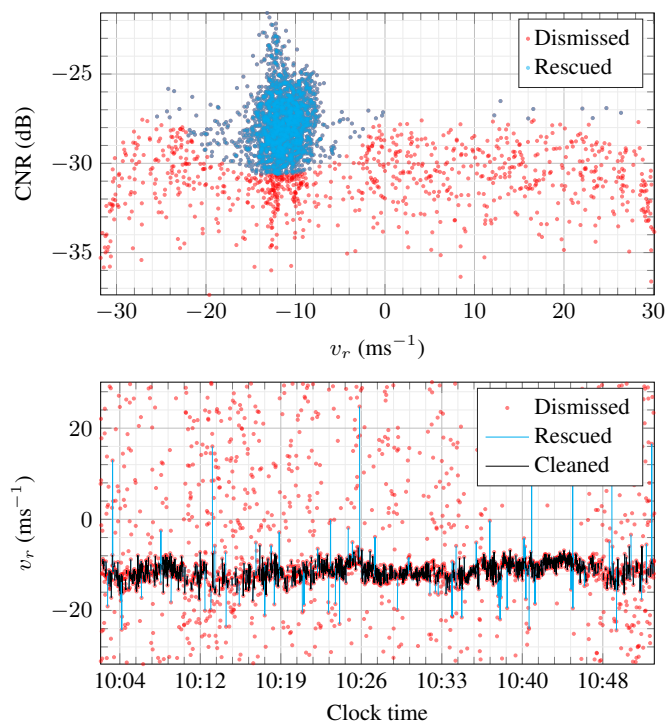 Dismissed
Rescued
−25
−30
−35
CNR (dB)
−30 −20 −10 0 10 20 30
v_r (ms⁻¹)
Dismissed
Rescued
Cleaned
20
0
−20
v_r (ms⁻¹)
10:04 10:12 10:19 10:26 10:33 10:40 10:48
Clock time